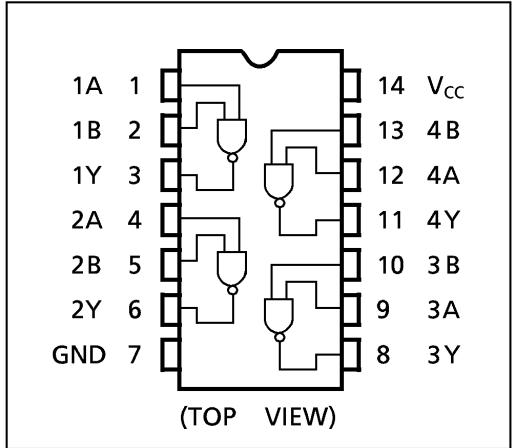 1A 1 14 VCC
1B 2 13 4B
1Y 3 12 4A
2A 4 11 4Y
2B 5 10 3B
2Y 6 9 3A
GND 7 8 3Y
(TOP VIEW)